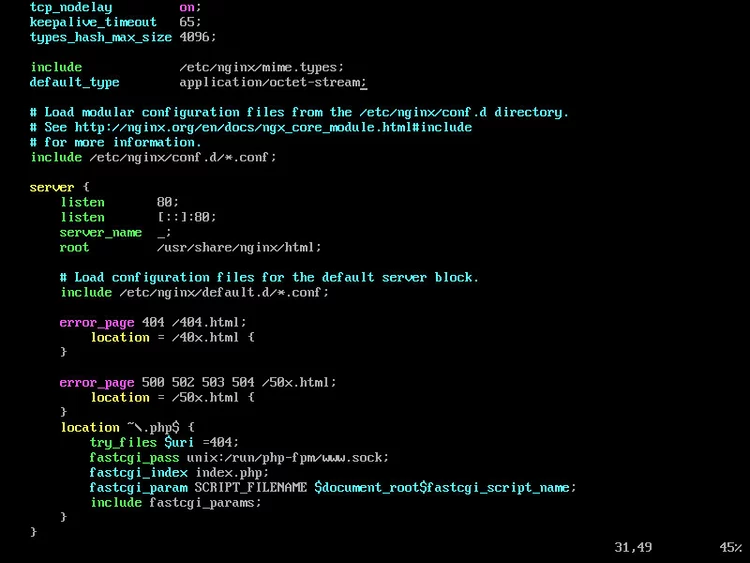 tcp_nodelay         on;
keepalive_timeout   65;
types_hash_max_size 4096;
include             /etc/nginx/mime.types;
default_type        application/octet-stream;
# Load modular configuration files from the /etc/nginx/conf.d directory.
# See http://nginx.org/en/docs/ngx_core_module.html#include
# for more information.
include /etc/nginx/conf.d/*.conf;
server {
listen       80;
listen       [::]:80;
server_name  _;
root         /usr/share/nginx/html;
# Load configuration files for the default server block.
include /etc/nginx/default.d/*.conf;
error_page 404 /404.html;
location = /40x.html {
}
error_page 500 502 503 504 /50x.html;
location = /50x.html {
}
location ~\.php$ {
try_files $uri =404;
fastcgi_pass unix:/run/php-fpm/www.sock;
fastcgi_index index.php;
fastcgi_param SCRIPT_FILENAME $document_root$fastcgi_script_name;
include fastcgi_params;
}
}
31,49         45%